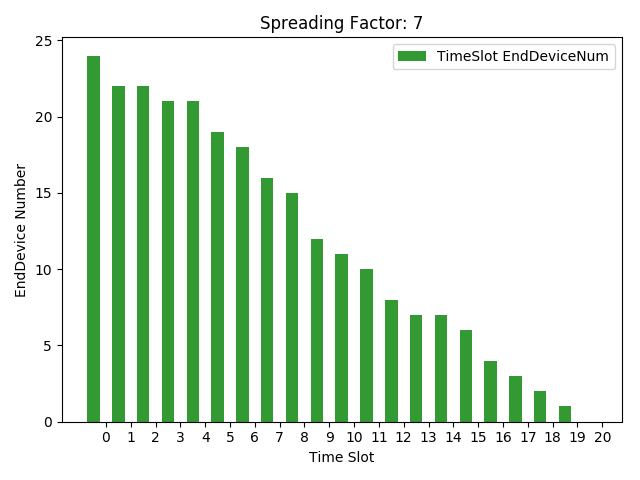 Spreading Factor: 7
TimeSlot EndDeviceNum
EndDevice Number
25
20
15
10
5
0
0 1 2 3 4 5 6 7 8 9 10 11 12 13 14 15 16 17 18 19 20
Time Slot